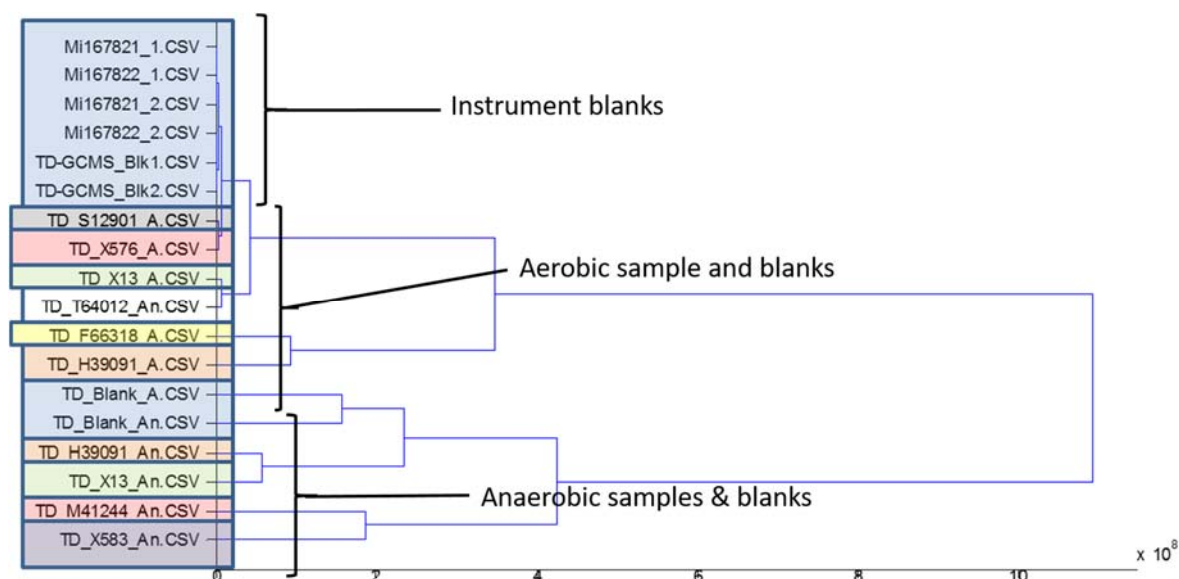 Mi167821_1.CSV
Mi167822_1.CSV
Mi167821_2.CSV
Mi167822_2.CSV
TD-GCMS_Blk1.CSV
TD-GCMS_Blk2.CSV
TD_S12901_A.CSV
TD_X576_A.CSV
TD_X13_A.CSV
TD_T64012_An.CSV
TD_F66318_A.CSV
TD_H39091_A.CSV
TD_Blank_A.CSV
TD_Blank_An.CSV
TD_H39091_An.CSV
TD_X13_An.CSV
TD_M41244_An.CSV
TD_X583_An.CSV
Instrument blanks
Aerobic sample and blanks
Anaerobic samples & blanks
0 2 4 6 8 10
x 10⁸